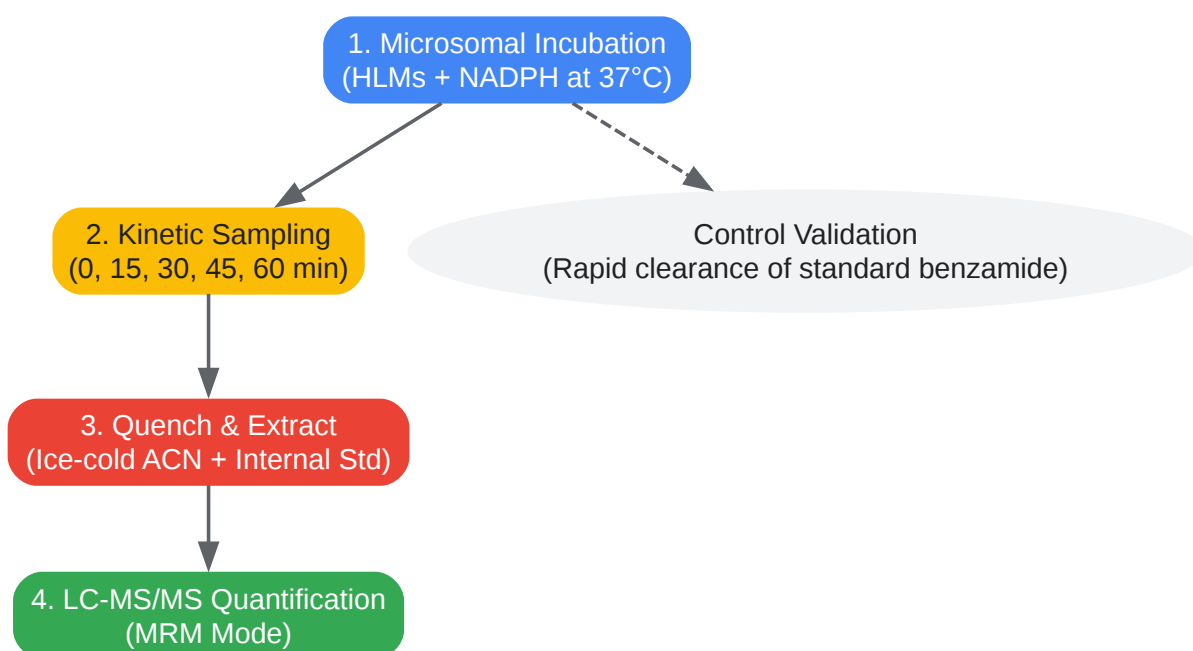 1. Microsomal Incubation
(HLMs + NADPH at 37°C)
2. Kinetic Sampling
(0, 15, 30, 45, 60 min)
Control Validation
(Rapid clearance of standard benzamide)
3. Quench & Extract
(Ice-cold ACN + Internal Std)
4. LC-MS/MS Quantification
(MRM Mode)